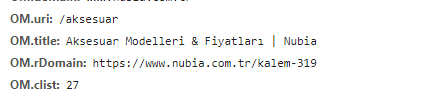 OM.uri: /aksesuar
OM.title: Aksesuar Modelleri & Fiyatları | Nubia
OM.rDomain: https://www.nubia.com.tr/kalem-319
OM.clist: 27